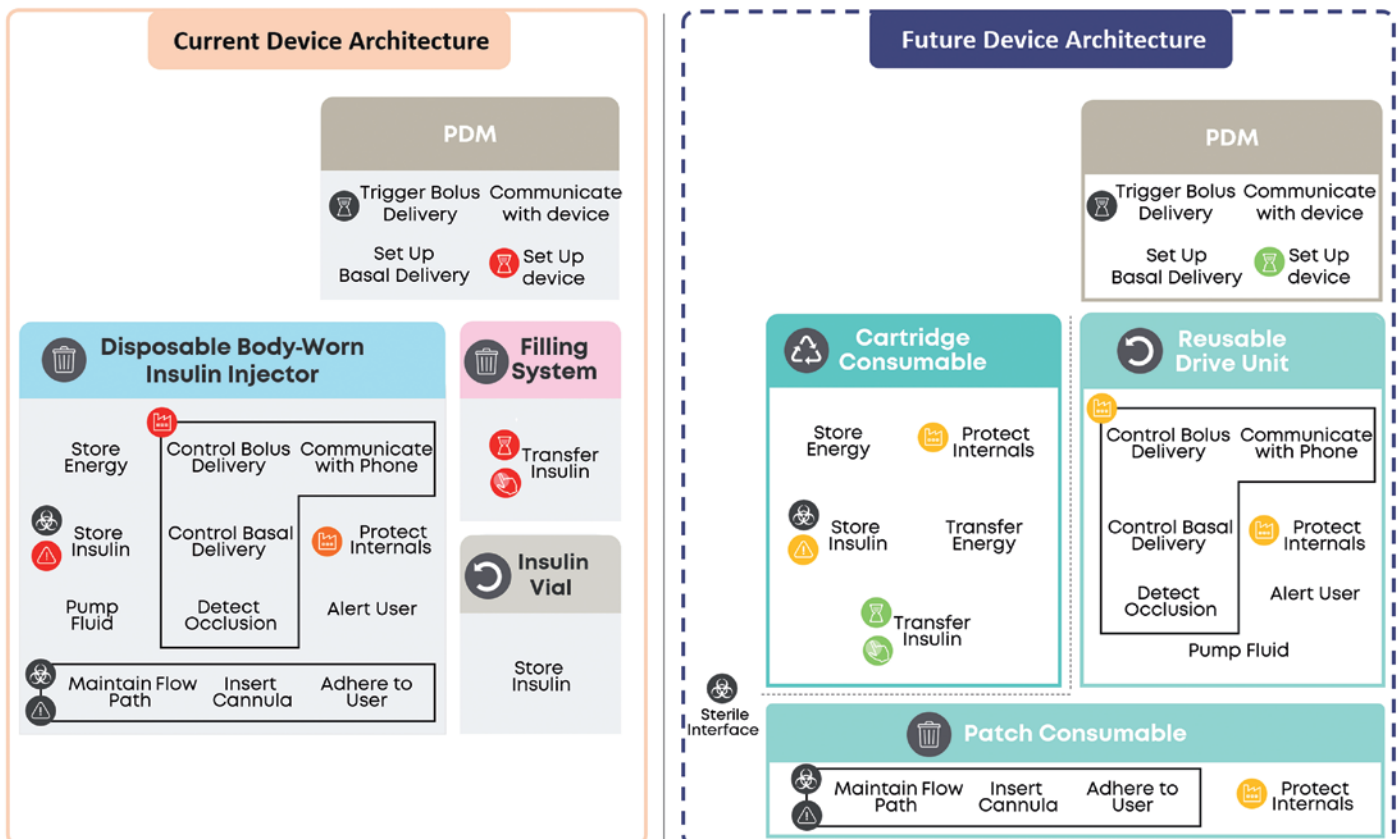 Current Device Architecture
PDM
Trigger Bolus
Delivery
Communicate
with device
Set Up
Basal Delivery
Set Up
device
Disposable Body-Worn
Insulin Injector
Store
Energy
Control Bolus
Delivery
Communicate
with Phone
Store
Insulin
Control Basal
Delivery
Protect
Internals
Pump
Fluid
Detect
Occlusion
Alert User
Maintain Flow
Path
Insert
Cannula
Adhere to
User
Filling
System
Transfer
Insulin
Insulin
Vial
Store
Insulin
Future Device Architecture
PDM
Trigger Bolus
Delivery
Communicate
with device
Set Up
Basal Delivery
Set Up
device
Cartridge
Consumable
Store
Energy
Protect
Internals
Store
Insulin
Transfer
Energy
Transfer
Insulin
Reusable
Drive Unit
Control Bolus
Delivery
Communicate
with Phone
Control Basal
Delivery
Protect
Internals
Detect
Occlusion
Alert User
Pump Fluid
Sterile
Interface
Patch Consumable
Maintain Flow
Path
Insert
Cannula
Adhere to
User
Protect
Internals